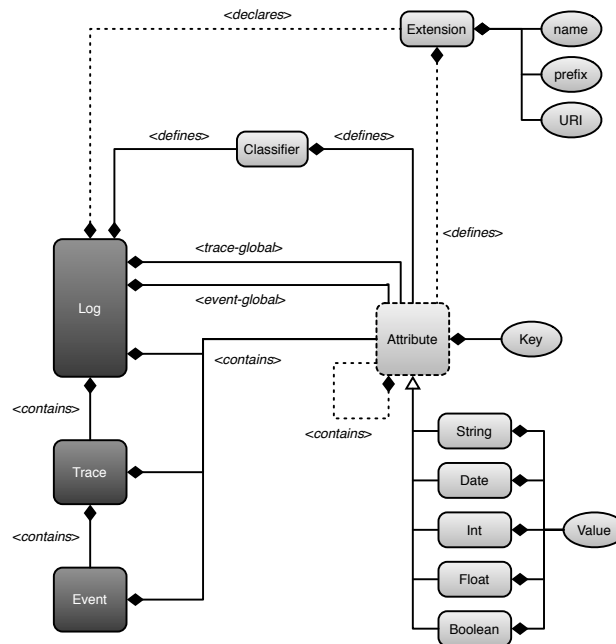 <declares>
Extension
name
prefix
URI
<defines>
Classifier
<defines>
<defines>
<trace-global>
<event-global>
Log
Attribute
Key
<contains>
<contains>
<contains>
String
Trace
Date
<contains>
Int
Value
Event
Float
Boolean